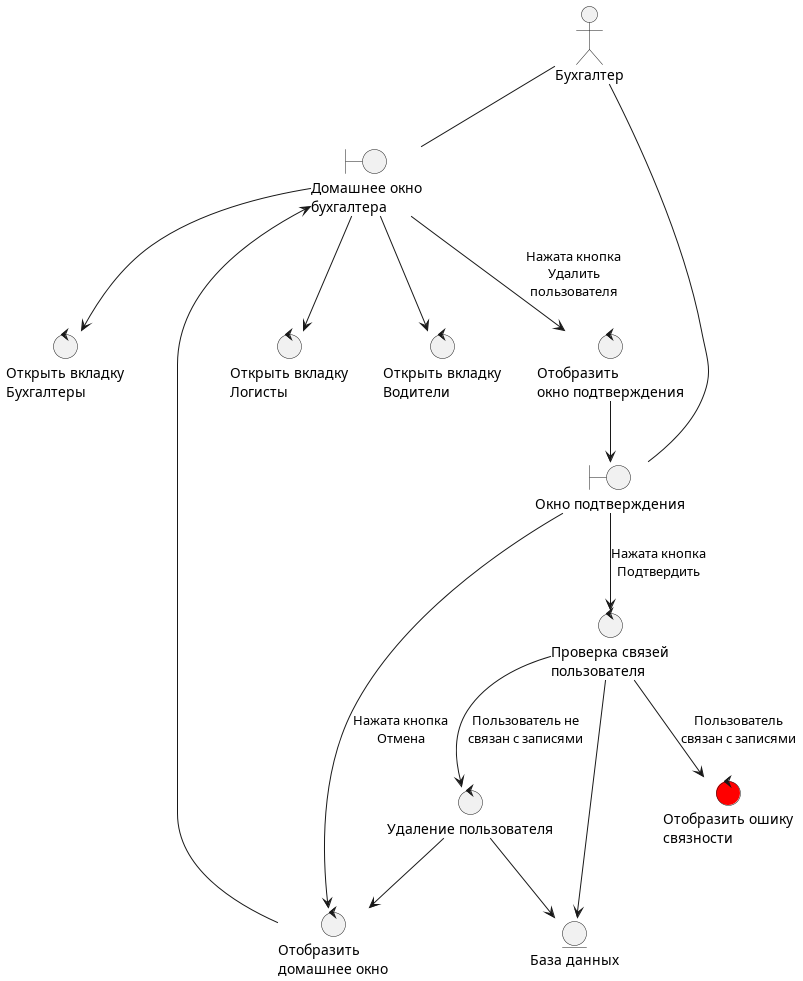 Бухгалтер
Домашнее окно
бухгалтера
Нажата кнопка
Удалить
пользователя
Открыть вкладку
Бухгалтеры
Открыть вкладку
Логисты
Открыть вкладку
Водители
Отобразить
окно подтверждения
Окно подтверждения
Нажата кнопка
Подтвердить
Проверка связей
пользователя
Нажата кнопка
Отмена
Пользователь не
связан с записями
Пользователь
связан с записями
Удаление пользователя
Отобразить ошику
связности
Отобразить
домашнее окно
База данных